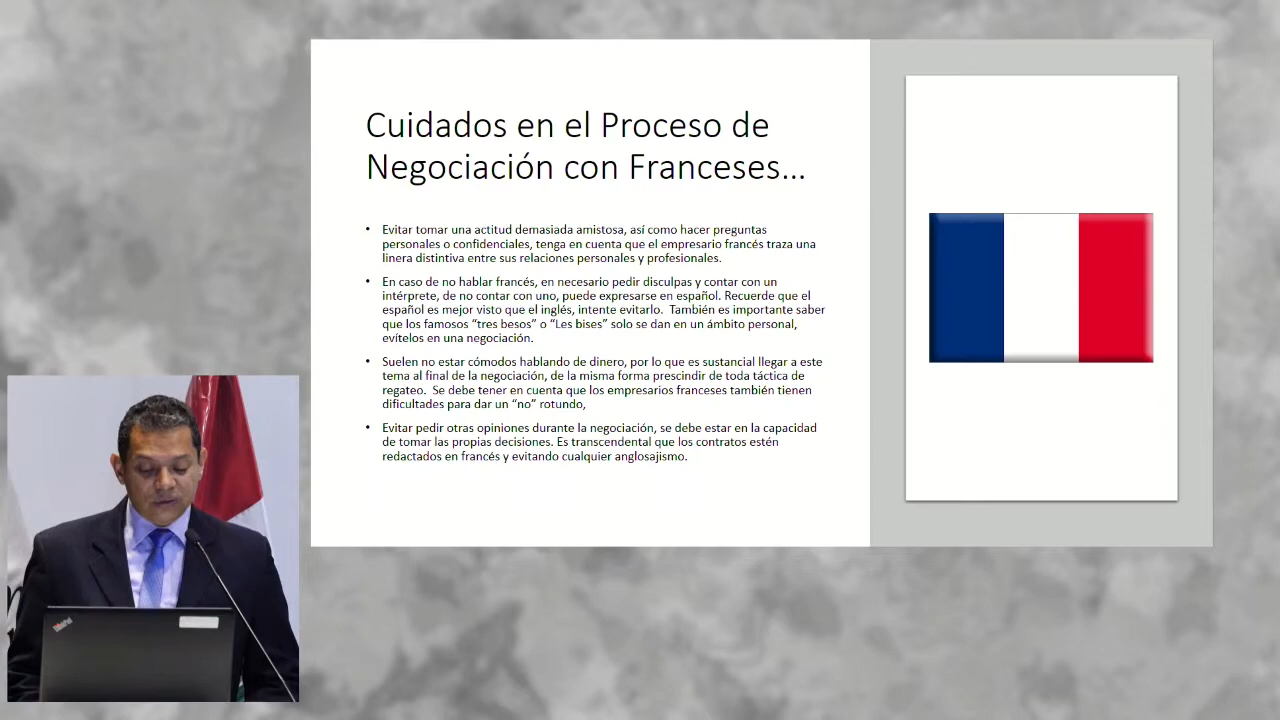 Cuidados en el Proceso de
Negociación con Franceses...
• Evitar tomar una actitud demasiada amistosa, así como hacer preguntas
personales o confidenciales, tenga en cuenta que el empresario francés traza una
linera distintiva entre sus relaciones personales y profesionales.
• En caso de no hablar francés, en necesario pedir disculpas y contar con un
intérprete, de no contar con uno, puede expresarse en español. Recuerde que el
español es mejor visto que el inglés, intente evitarlo. También es importante saber
que los famosos “tres besos” o “Les bises” solo se dan en un ámbito personal,
evítelos en una negociación.
• Suelen no estar cómodos hablando de dinero, por lo que es sustancial llegar a este
tema al final de la negociación, de la misma forma prescindir de toda táctica de
regateo. Se debe tener en cuenta que los empresarios franceses también tienen
dificultades para dar un “no” rotundo,
• Evitar pedir otras opiniones durante la negociación, se debe estar en la capacidad
de tomar las propias decisiones. Es transcendental que los contratos estén
redactados en francés y evitando cualquier anglosajismo.